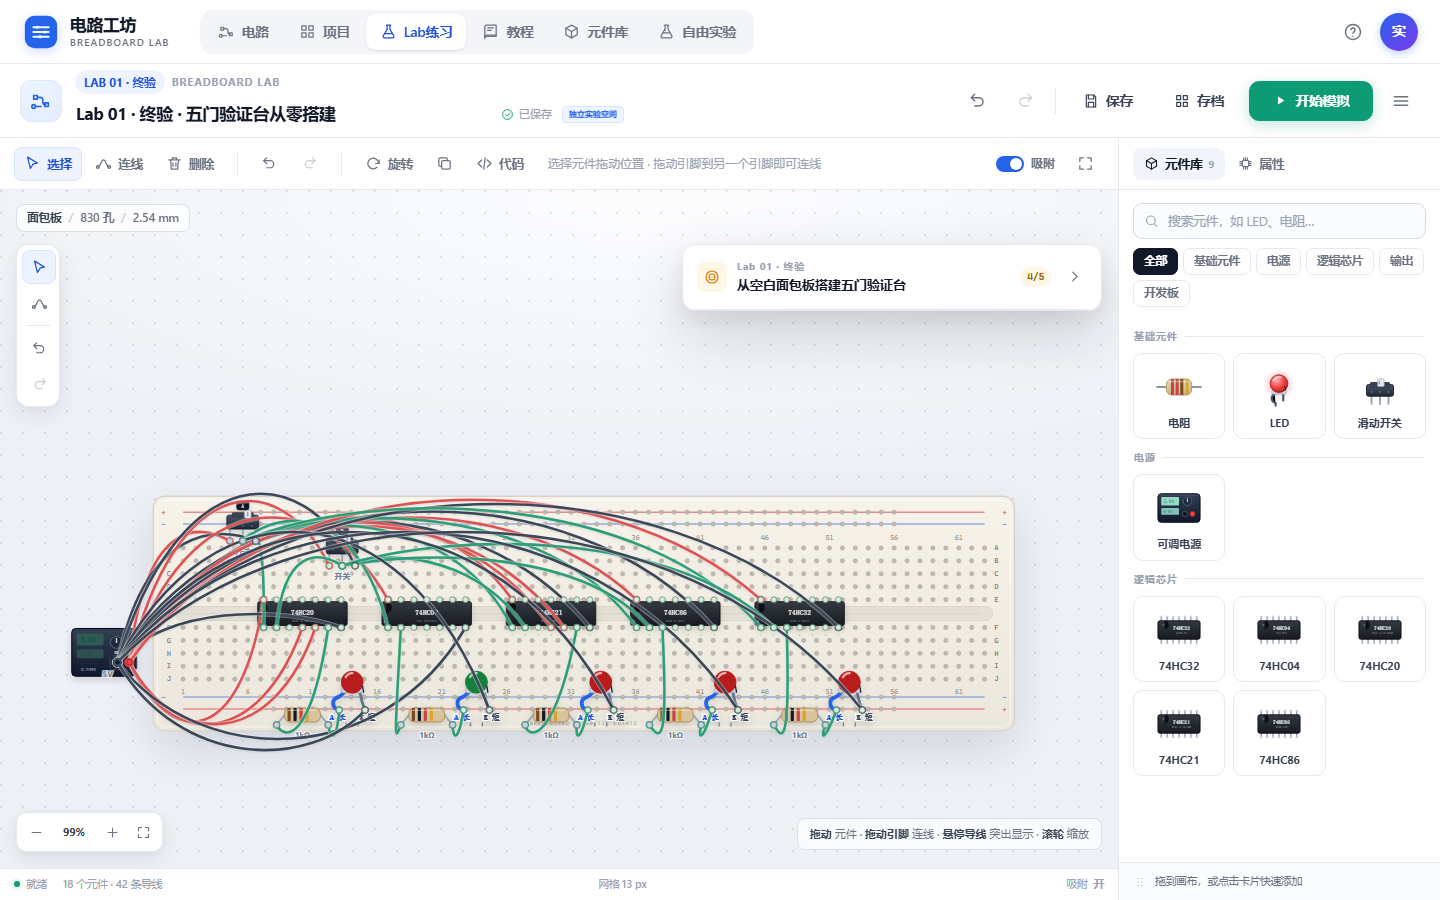 电路工坊
BREADBOARD LAB
电路
项目
Lab练习
教程
元件库
自由实验
实
LAB 01 · 终验
BREADBOARD LAB
Lab 01 · 终验 · 五门验证台从零搭建
已保存
独立实验空间
保存
存档
开始模拟
选择
连线
删除
旋转
代码
选择元件拖动位置 · 拖动引脚到另一个引脚即可连线
吸附
元件库 9
属性
面包板 / 830 孔 / 2.54 mm
Lab 01 · 终验
从空白面包板搭建五门验证台
4/5
搜索元件，如 LED、电阻...
全部
基础元件
电源
逻辑芯片
输出
开发板
基础元件
电阻
LED
滑动开关
电源
可调电源
逻辑芯片
74HC32
74HC04
74HC20
74HC21
74HC86
开关
74HC20
74HC86
74HC32
A 长 K 短
1kΩ
1kΩ
1kΩ
1kΩ
1kΩ
99%
拖动 元件 · 拖动引脚 连线 · 悬停导线 突出显示 · 滚轮 缩放
就绪
18 个元件 · 42 条导线
网格 13 px
吸附 开
拖到画布，或点击卡片快速添加